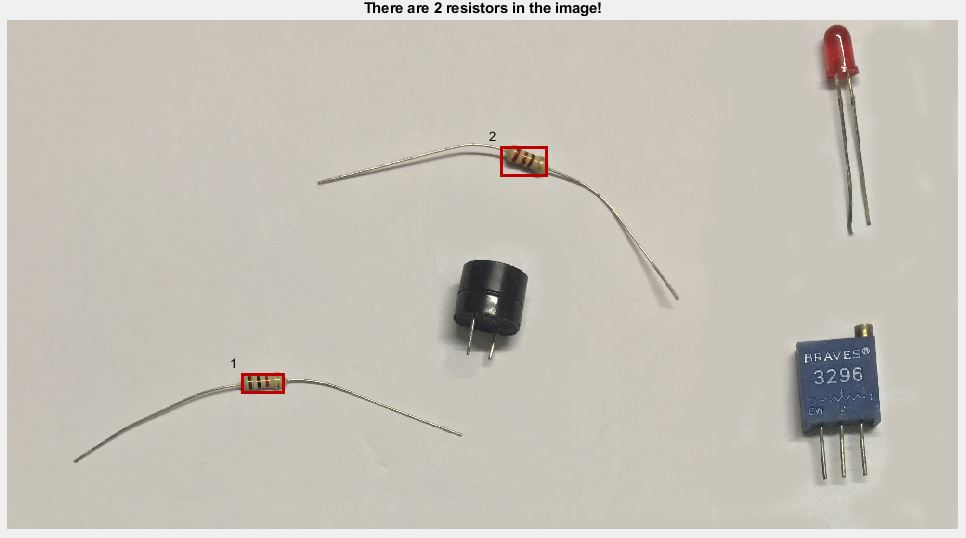 There are 2 resistors in the image!
2
1
BRAVES®
3296
3 1
CW 2